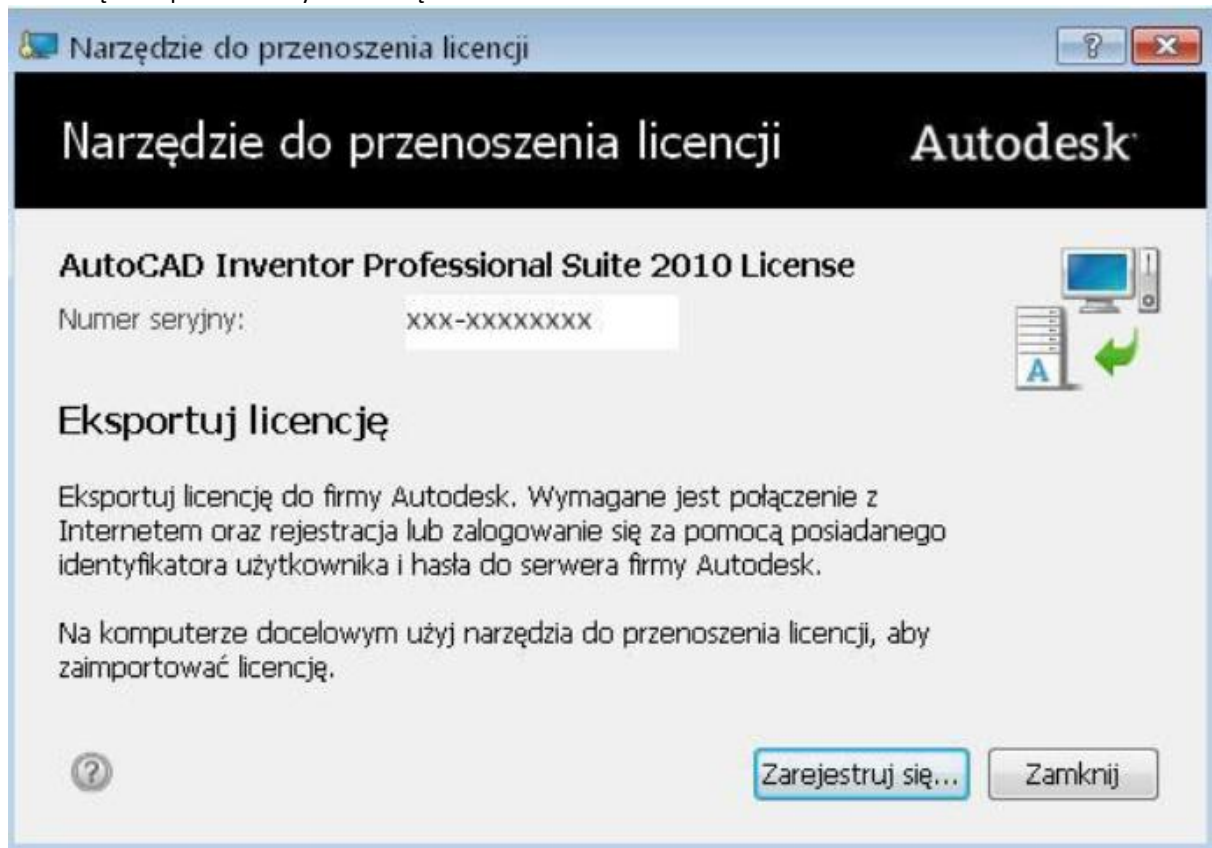 Narzędzie do przenoszenia licencji
Narzędzie do przenoszenia licencji
Autodesk
AutoCAD Inventor Professional Suite 2010 License
Numer seryjny: xxx-xxxxxxxx
A
Eksportuj licencję
Eksportuj licencję do firmy Autodesk. Wymagane jest połączenie z
Internetem oraz rejestracja lub zalogowanie się za pomocą posiadanego
identyfikatora użytkownika i hasła do serwera firmy Autodesk.
Na komputerze docelowym użyj narzędzia do przenoszenia licencji, aby
zaimportować licencję.
Zarejestruj się...
Zamknij